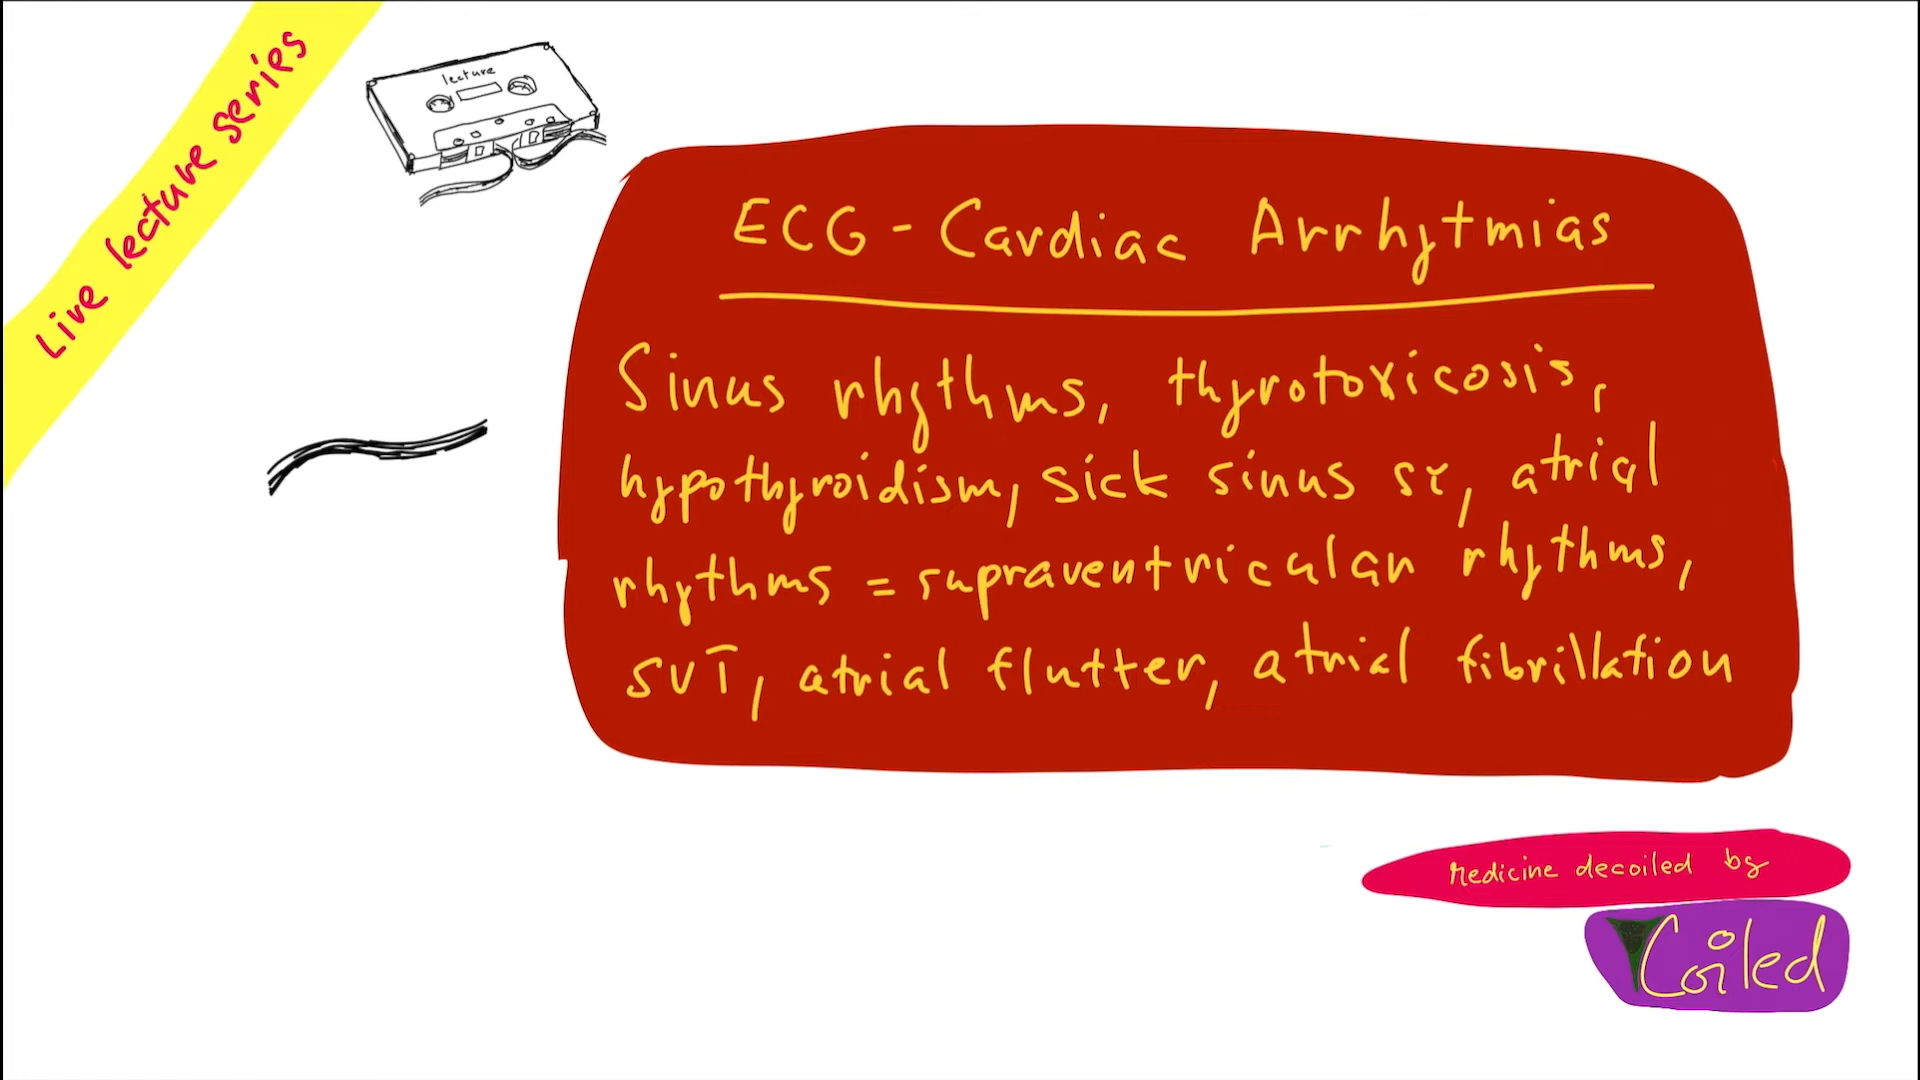 Live lecture series
lecture
ECG - Cardiac Arrhytmias
Sinus rhythms, thyrotoxicosis,
hypothyroidism, sick sinus sy, atrial
rhythms = supraventricular rhythms,
SVT, atrial flutter, atrial fibrillation
Medicine decoiled by
Coiled